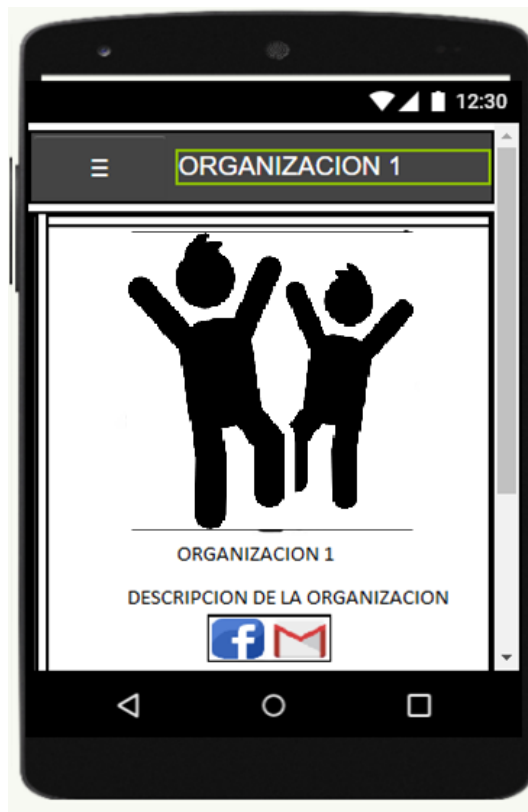 12:30
ORGANIZACION 1
ORGANIZACION 1
DESCRIPCION DE LA ORGANIZACION